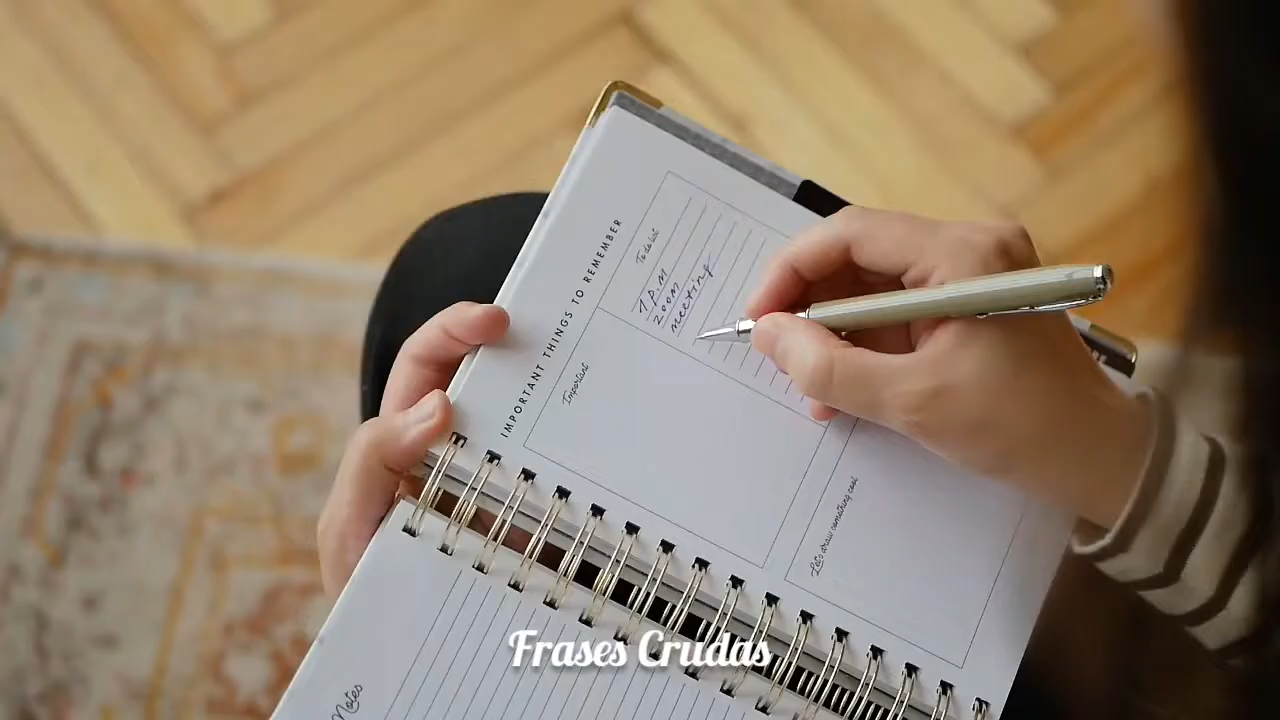 IMPORTANT THINGS TO REMEMBER
To do list
1 P.M
zoom
meeting
Important
Let's draw something cool
Notes
Frases Crudas